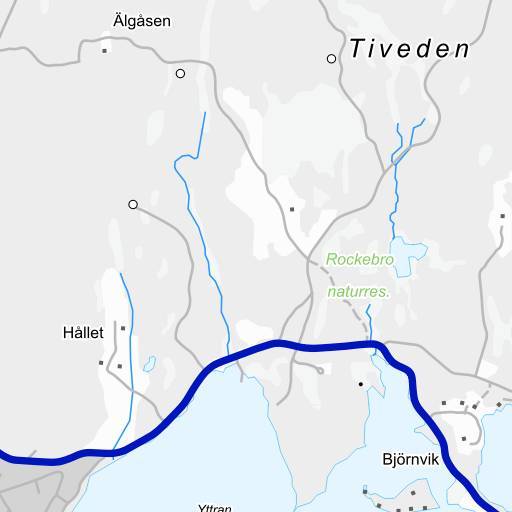 Älgåsen
Tiveden
Rockebro
naturres.
Hållet
Björnvik
Yttran